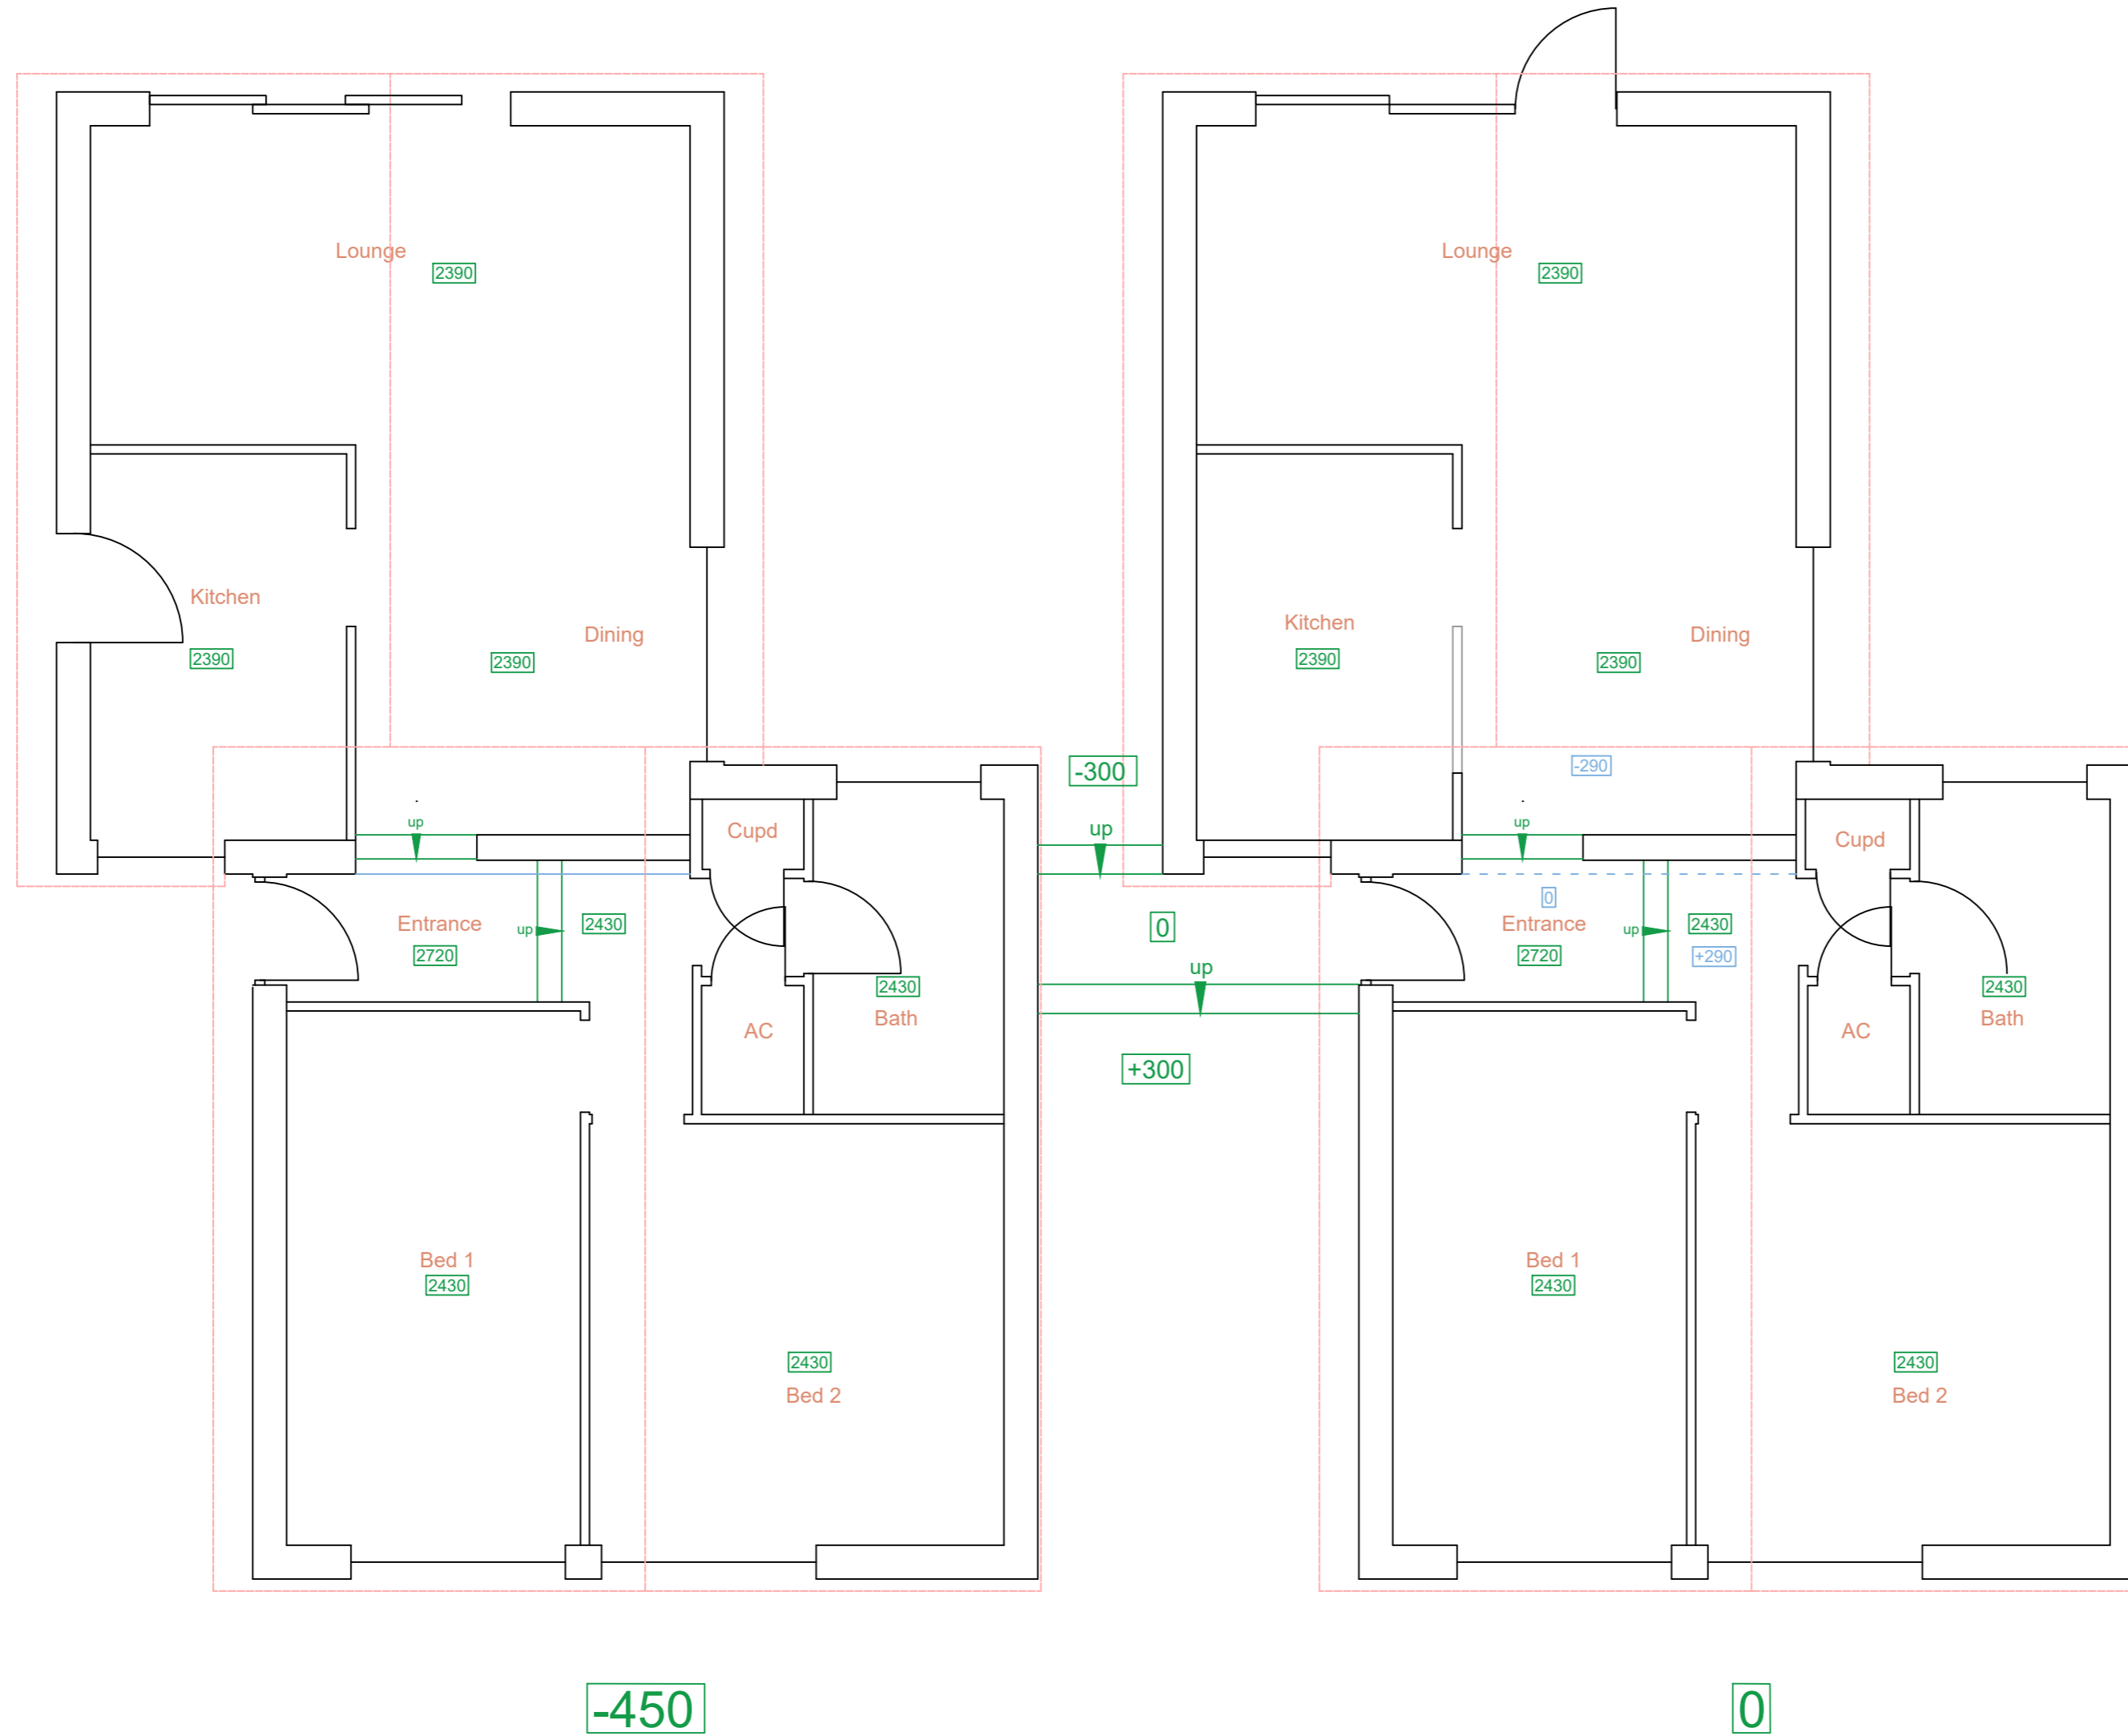 Lounge
2390
Kitchen
2390
Dining
2390
up
Cupd
Entrance
2720
up
2430
2430
Bath
AC
Bed 1
2430
2430
Bed 2
-450
-300
up
0
up
+300
Lounge
2390
Kitchen
2390
Dining
2390
-290
up
Cupd
0
Entrance
2720
up
2430
+290
2430
Bath
AC
Bed 1
2430
2430
Bed 2
0